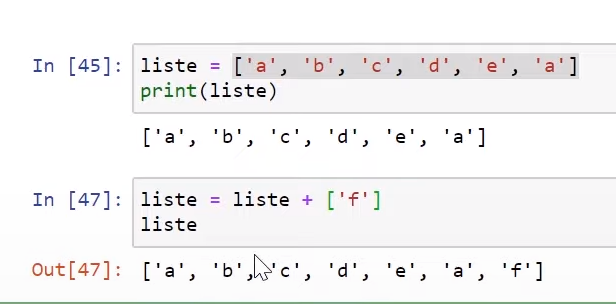 In [45]: liste = ['a', 'b', 'c', 'd', 'e', 'a']
print(liste)
['a', 'b', 'c', 'd', 'e', 'a']
In [47]: liste = liste + ['f']
liste
Out[47]: ['a', 'b', 'c', 'd', 'e', 'a', 'f']